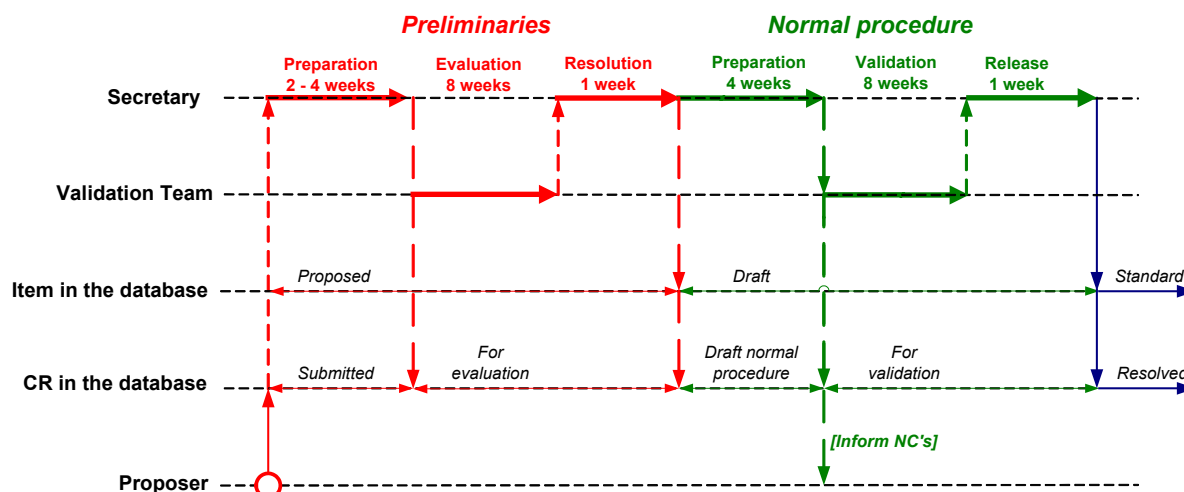 Preliminaries
Normal procedure
Preparation
2 - 4 weeks
Evaluation
8 weeks
Resolution
1 week
Preparation
4 weeks
Validation
8 weeks
Release
1 week
Secretary
Validation Team
Item in the database
Proposed
Draft
Standard
CR in the database
Submitted
For
evaluation
Draft normal
procedure
For
validation
Resolved
[Inform NC's]
Proposer